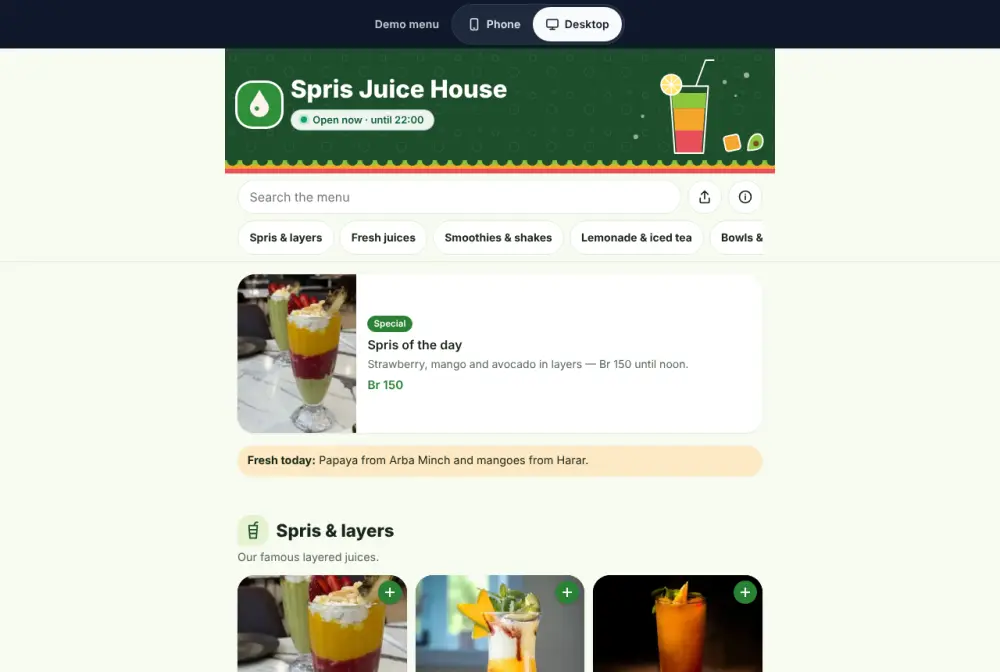 Demo menu
Phone
Desktop
Spris Juice House
Open now · until 22:00
Search the menu
Spris & layers
Fresh juices
Smoothies & shakes
Lemonade & iced tea
Bowls &
Special
Spris of the day
Strawberry, mango and avocado in layers — Br 150 until noon.
Br 150
Fresh today: Papaya from Arba Minch and mangoes from Harar.
Spris & layers
Our famous layered juices.